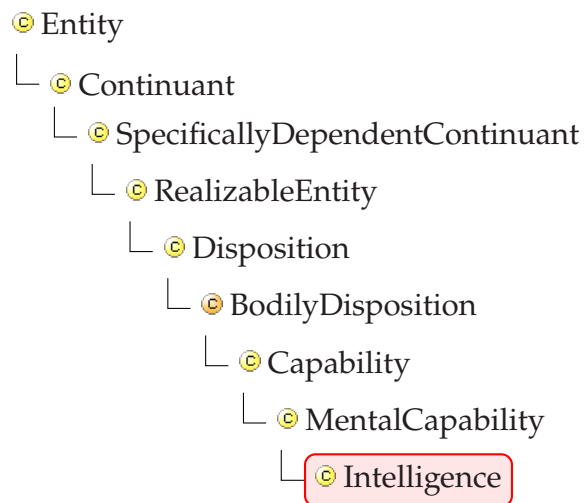 Entity
Continuant
SpecificallyDependentContinuant
RealizableEntity
Disposition
BodilyDisposition
Capability
MentalCapability
Intelligence